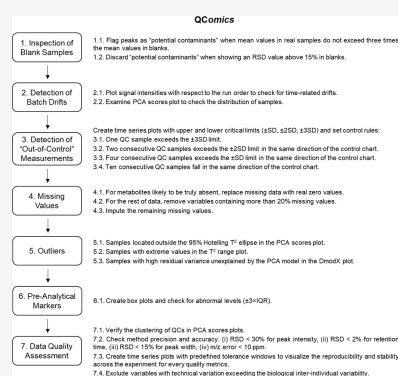 QComics
1. Inspection of
Blank Samples
1.1. Flag peaks as “potential contaminants” when mean values in real samples do not exceed three times
the mean values in blanks.
1.2. Discard “potential contaminants” when showing an RSD value above 15% in blanks.
2. Detection of
Batch Drifts
2.1. Plot signal intensities with respect to the run order to check for time-related drifts.
2.2. Examine PCA scores plot to check the distribution of samples.
3. Detection of
“Out-of-Control”
Measurements
Create time series plots with upper and lower critical limits (±SD, ±2SD, ±3SD) and set control rules:
3.1. One QC sample exceeds the ±3SD limit.
3.2. Two consecutive QC samples exceeds the ±2SD limit in the same direction of the control chart.
3.3. Four consecutive QC samples exceeds the ±SD limit in the same direction of the control chart.
3.4. Ten consecutive QC samples fall in the same direction of the control chart.
4. Missing
Values
4.1. For metabolites likely to be truly absent, replace missing data with real zero values.
4.2. For the rest of data, remove variables containing more than 20% missing values.
4.3. Impute the remaining missing values.
5. Outliers
5.1. Samples located outside the 95% Hotelling T² ellipse in the PCA scores plot.
5.2. Samples with extreme values in the T² range plot.
5.3. Samples with high residual variance unexplained by the PCA model in the DmodX plot.
6. Pre-Analytical
Markers
6.1. Create box plots and check for abnormal levels (±3×IQR).
7. Data Quality
Assessment
7.1. Verify the clustering of QCs in PCA scores plots.
7.2. Check method precision and accuracy: (i) RSD < 30% for peak intensity, (ii) RSD < 2% for retention
time, (iii) RSD < 15% for peak width, (iv) m/z error < 10 ppm.
7.3. Create time series plots with predefined tolerance windows to visualize the reproducibility and stability
across the experiment for every quality metrics.
7.4. Exclude variables with technical variation exceeding the biological inter-individual variability.